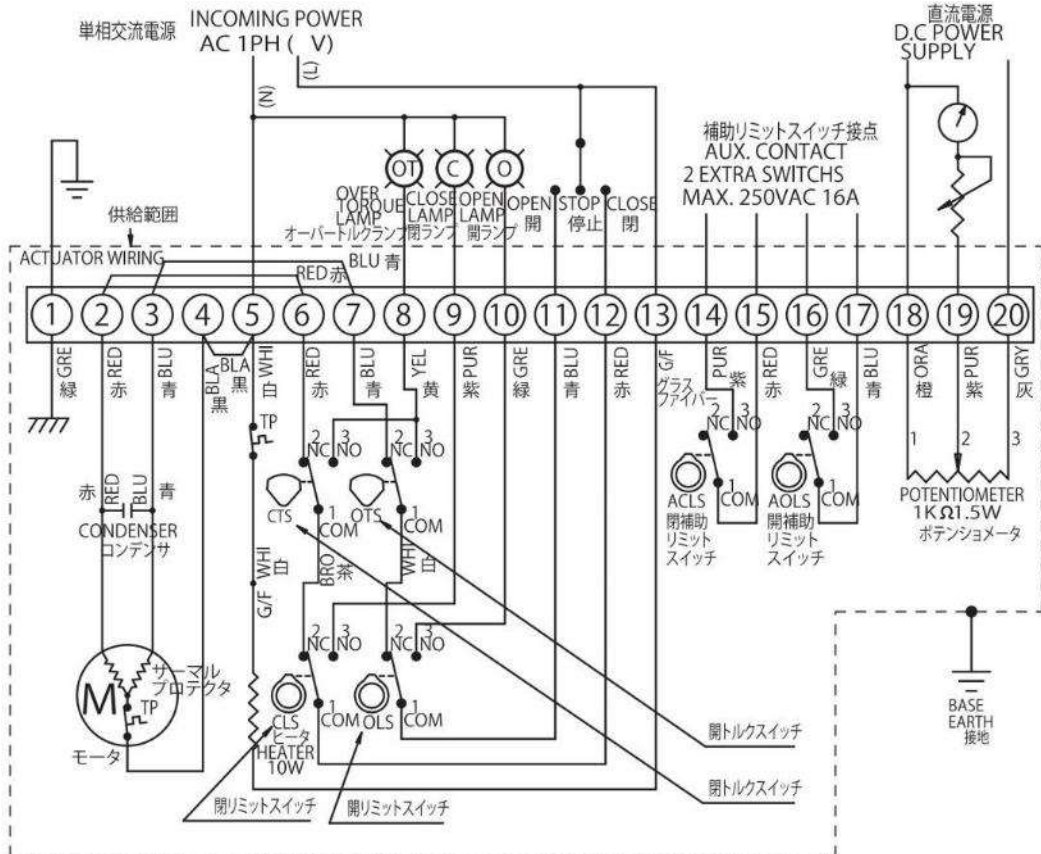 単相交流電源
INCOMING POWER
AC 1PH ( V)
直流電源
D.C POWER
SUPPLY
(N)
(L)
補助リミットスイッチ接点
AUX. CONTACT
2 EXTRA SWITCHS
MAX. 250VAC 16A
OT
C
O
OVER
TORQUE
LAMP
オーバートルクランプ
CLOSE
LAMP
閉ランプ
OPEN
LAMP
開ランプ
OPEN
開
STOP
停止
CLOSE
閉
供給範囲
ACTUATOR WIRING
BLU 青
RED 赤
1 2 3 4 5 6 7 8 9 10 11 12 13 14 15 16 17 18 19 20
GRE
緑
RED
赤
BLU
青
BLA
黒
BLA
黒
WHI
白
RED
赤
BLU
青
YEL
黄
PUR
紫
GRE
緑
BLU
青
RED
赤
G/F
グラス
ファイバー
PUR
紫
RED
赤
GRE
緑
BLU
青
ORA
橙
PUR
紫
GRY
灰
TP
2
NC
3
NO
2
NC
3
NO
2
NC
3
NO
2
NC
3
NO
1
2
3
CTS
1
COM
OTS
1
COM
ACLS
閉補助
リミット
スイッチ
1
COM
AOLS
開補助
リミット
スイッチ
1
COM
POTENTIOMETER
1KΩ1.5W
ポテンショメータ
赤
RED
BLU
青
CONDENSER
コンデンサ
WHI
白
G/F
BRO
茶
WHI
白
2
NC
3
NO
2
NC
3
NO
サーマル
プロテクタ
M
TP
モータ
CLS
1
COM
OLS
1
COM
ヒータ
HEATER
10W
BASE
EARTH
接地
開トルクスイッチ
閉トルクスイッチ
閉リミットスイッチ
開リミットスイッチ